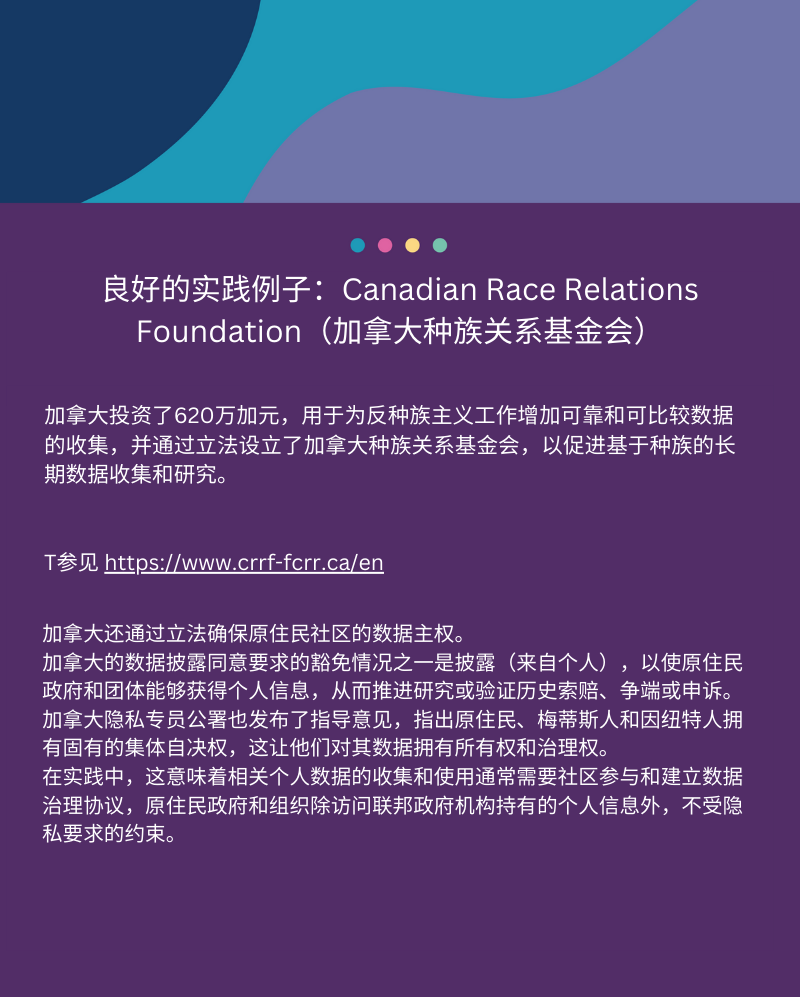 良好的实践例子：Canadian Race Relations
Foundation（加拿大种族关系基金会）
加拿大投资了620万加元，用于为反种族主义工作增加可靠和可比较数据
的收集，并通过立法设立了加拿大种族关系基金会，以促进基于种族的长
期数据收集和研究。
T参见 https://www.crrf-fcrr.ca/en
加拿大还通过立法确保原住民社区的数据主权。
加拿大的数据披露同意要求的豁免情况之一是披露（来自个人），以使原住民
政府和团体能够获得个人信息，从而推进研究或验证历史索赔、争端或申诉。
加拿大隐私专员公署也发布了指导意见，指出原住民、梅蒂斯人和因纽特人拥
有固有的集体自决权，这让他们对其数据拥有所有权和治理权。
在实践中，这意味着相关个人数据的收集和使用通常需要社区参与和建立数据
治理协议，原住民政府和组织除访问联邦政府机构持有的个人信息外，不受隐
私要求的约束。